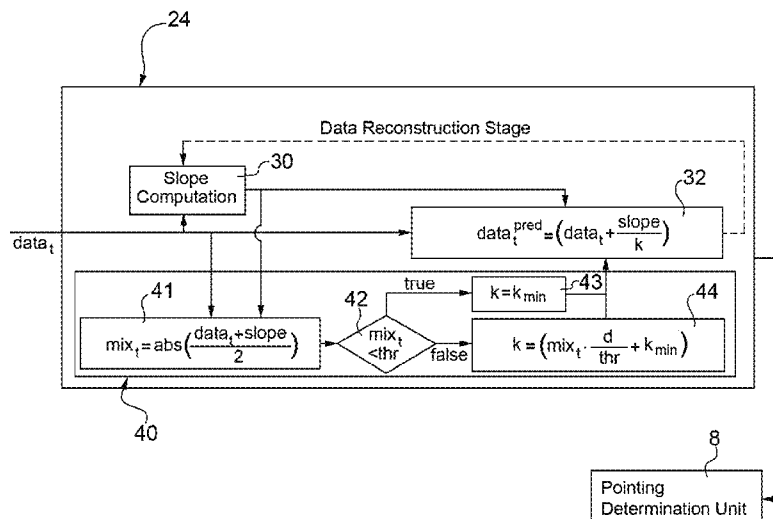 24
Data Reconstruction Stage
Slope
Computation
30
32
data_t
data_t^pred=(data_t+slope/k)
41
mix_t=abs((data_t+slope)/2)
42
mix_t
<thr
true
false
k=k_min
43
44
k=(mix_t·d/thr+k_min)
40
8
Pointing
Determination Unit